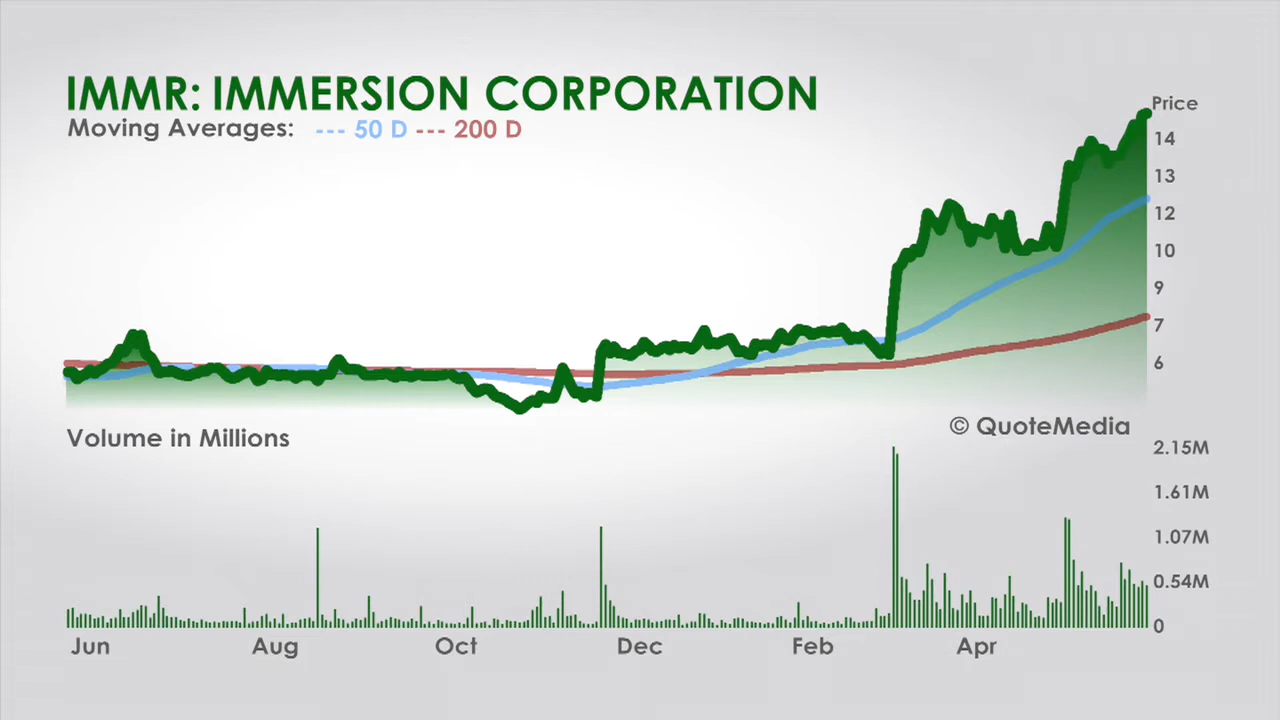 IMMR: IMMERSION CORPORATION
Moving Averages: --- 50 D --- 200 D
Price
14
13
12
10
9
7
6
Volume in Millions
© QuoteMedia
2.15M
1.61M
1.07M
0.54M
0
Jun Aug Oct Dec Feb Apr